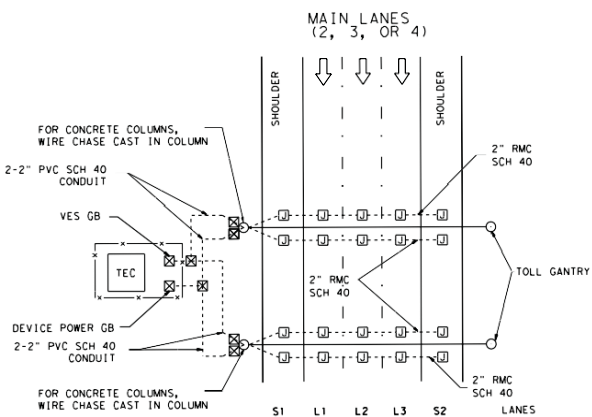 MAIN LANES
(2, 3, OR 4)
SHOULDER
SHOULDER
FOR CONCRETE COLUMNS,
WIRE CHASE CAST IN COLUMN
2" RMC
SCH 40
2-2" PVC SCH 40
CONDUIT
VES GB
J J J J J
J J J J J
TEC
2" RMC
SCH 40
TOLL GANTRY
DEVICE POWER GB
2-2" PVC SCH 40
CONDUIT
J J J J J
J J J J J
2" RMC
SCH 40
FOR CONCRETE COLUMNS,
WIRE CHASE CAST IN COLUMN
S1 L1 L2 L3 S2 LANES